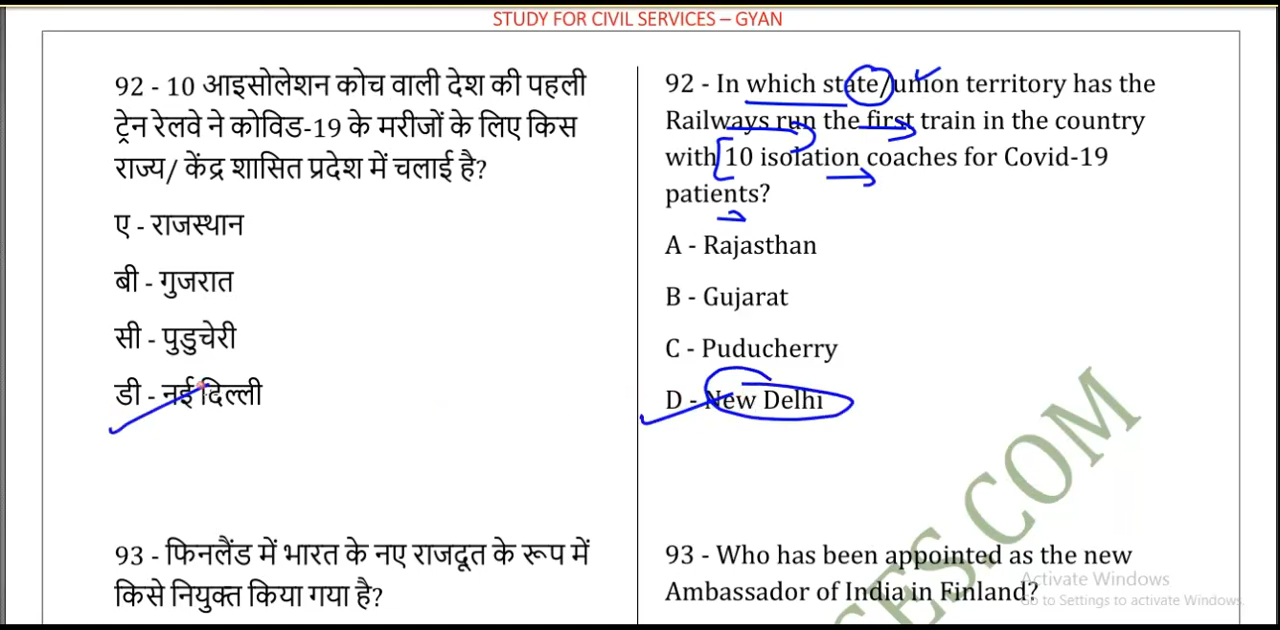 STUDY FOR CIVIL SERVICES – GYAN
92 - 10 आइसोलेशन कोच वाली देश की पहली
ट्रेन रेलवे ने कोविड-19 के मरीजों के लिए किस
राज्य/ केंद्र शासित प्रदेश में चलाई है?
ए - राजस्थान
बी - गुजरात
सी - पुडुचेरी
डी - नई दिल्ली
93 - फिनलैंड में भारत के नए राजदूत के रूप में
किसे नियुक्त किया गया है?
92 - In which state/union territory has the
Railways run the first train in the country
with 10 isolation coaches for Covid-19
patients?
A - Rajasthan
B - Gujarat
C - Puducherry
D - New Delhi
93 - Who has been appointed as the new
Ambassador of India in Finland?
CES.COM
Activate Windows
Go to Settings to activate Windows.